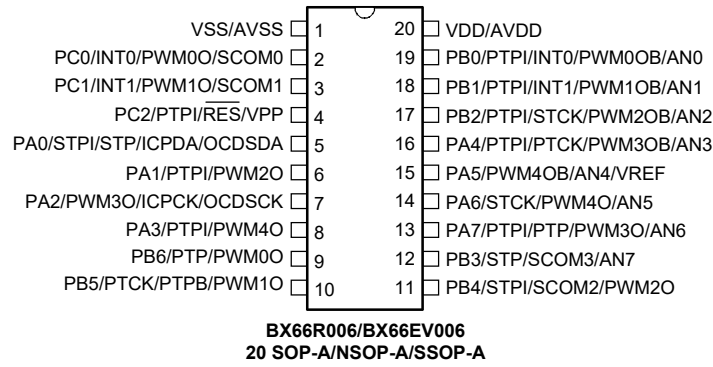 VSS/AVSS 1 20 VDD/AVDD
PC0/INT0/PWM0O/SCOM0 2 19 PB0/PTPI/INT0/PWM0OB/AN0
PC1/INT1/PWM1O/SCOM1 3 18 PB1/PTPI/INT1/PWM1OB/AN1
PC2/PTPI/RES/VPP 4 17 PB2/PTPI/STCK/PWM2OB/AN2
PA0/STPI/STP/ICPDA/OCDSDA 5 16 PA4/PTPI/PTCK/PWM3OB/AN3
PA1/PTPI/PWM2O 6 15 PA5/PWM4OB/AN4/VREF
PA2/PWM3O/ICPCK/OCDSCK 7 14 PA6/STCK/PWM4O/AN5
PA3/PTPI/PWM4O 8 13 PA7/PTPI/PTP/PWM3O/AN6
PB6/PTP/PWM0O 9 12 PB3/STP/SCOM3/AN7
PB5/PTCK/PTPB/PWM1O 10 11 PB4/STPI/SCOM2/PWM2O
BX66R006/BX66EV006
20 SOP-A/NSOP-A/SSOP-A